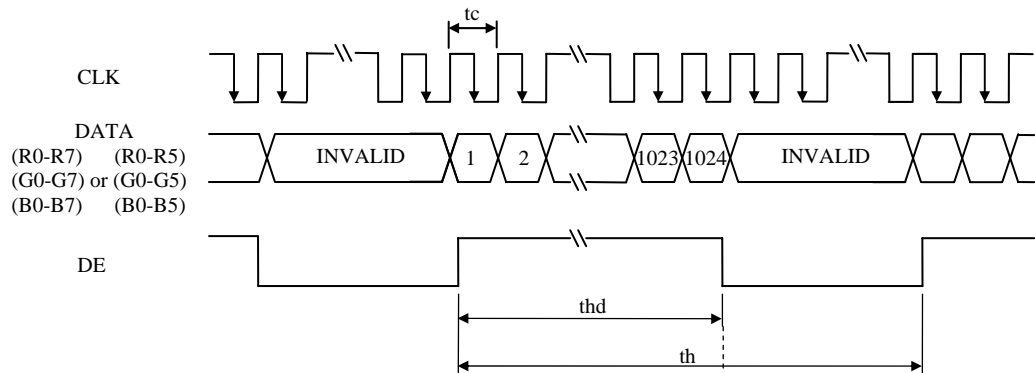 tc
CLK
DATA
(R0-R7) (R0-R5)
(G0-G7) or (G0-G5)
(B0-B7) (B0-B5)
INVALID 1 2 1023 1024 INVALID
DE
thd
th